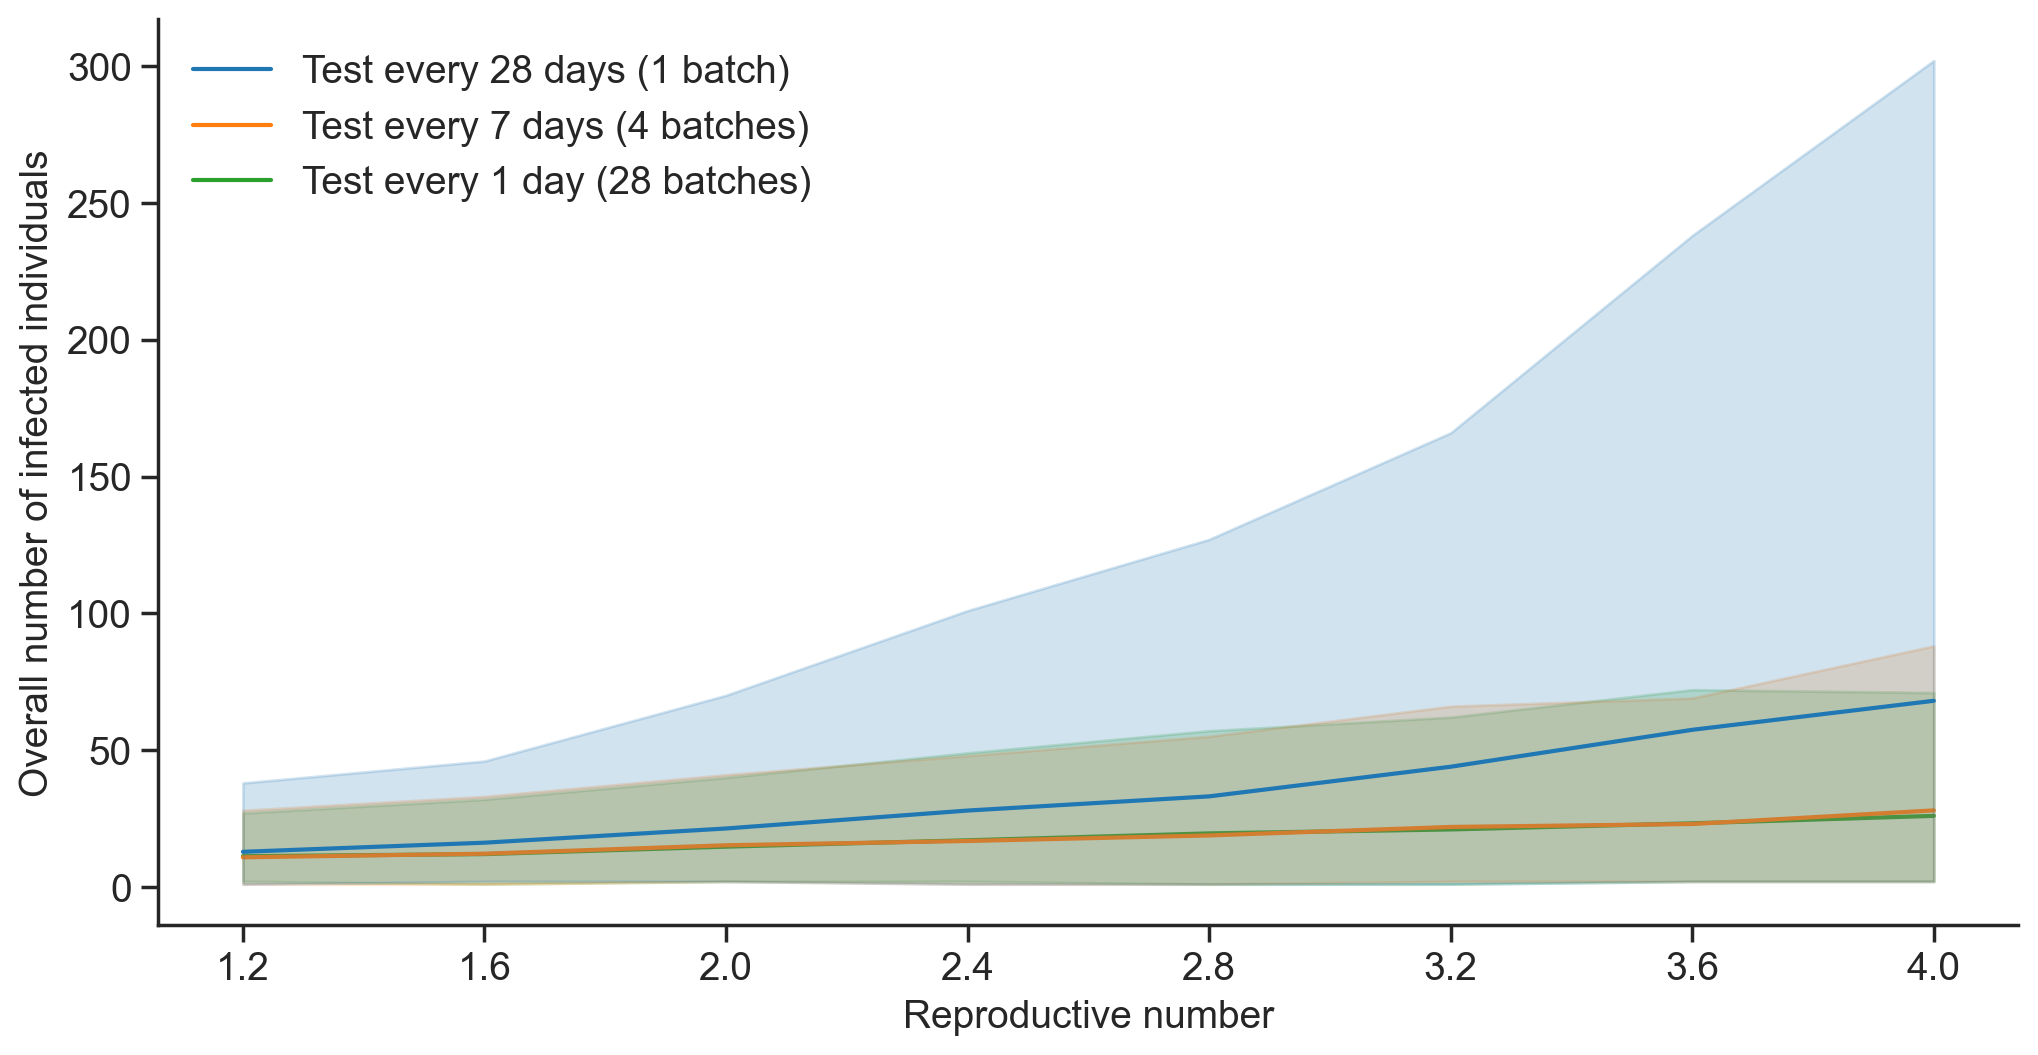 Test every 28 days (1 batch)
Test every 7 days (4 batches)
Test every 1 day (28 batches)
Overall number of infected individuals
300
250
200
150
100
50
0
1.2 1.6 2.0 2.4 2.8 3.2 3.6 4.0
Reproductive number